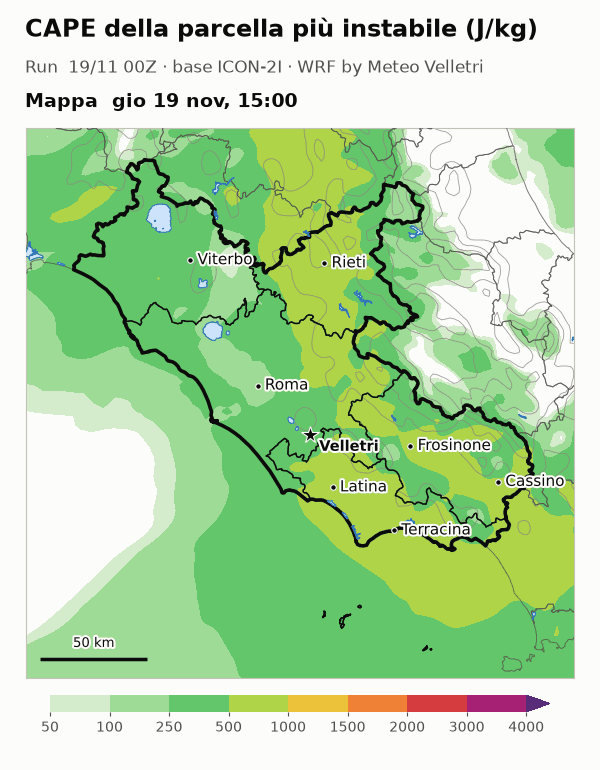 CAPE della parcella più instabile (J/kg)
Run  19/11 00Z · base ICON-2I · WRF by Meteo Velletri
Mappa  gio 19 nov, 15:00
Viterbo
Rieti
Roma
Velletri
Frosinone
Latina
Cassino
Terracina
50 km
50 100 250 500 1000 1500 2000 3000 4000